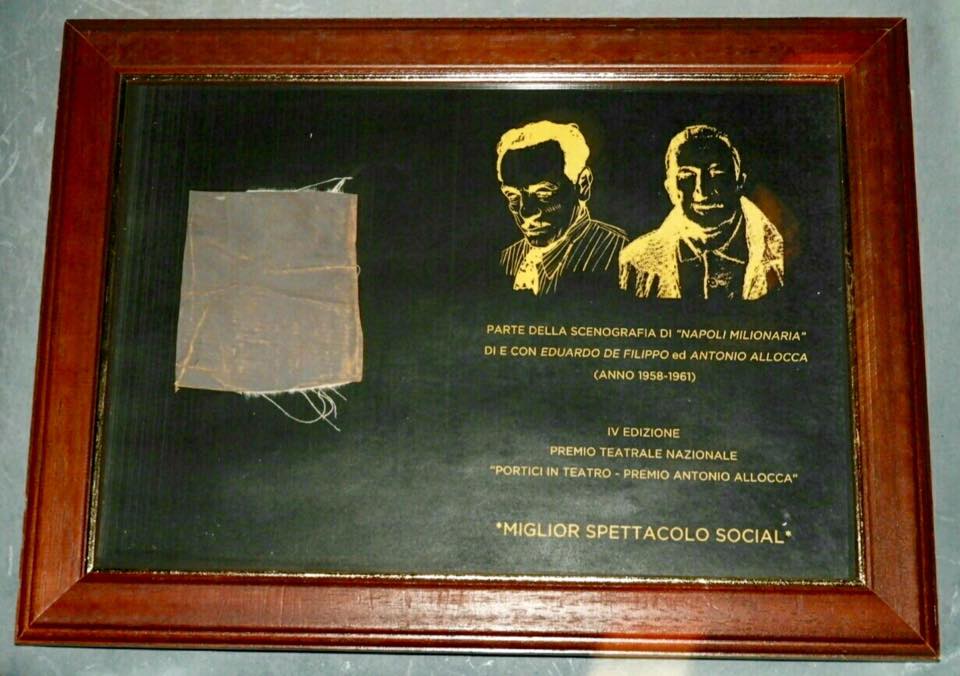 PARTE DELLA SCENOGRAFIA DI "NAPOLI MILIONARIA"
DI E CON EDUARDO DE FILIPPO ed ANTONIO ALLOCCA
(ANNO 1958-1961)
IV EDIZIONE
PREMIO TEATRALE NAZIONALE
"PORTICI IN TEATRO - PREMIO ANTONIO ALLOCCA"
*MIGLIOR SPETTACOLO SOCIAL*